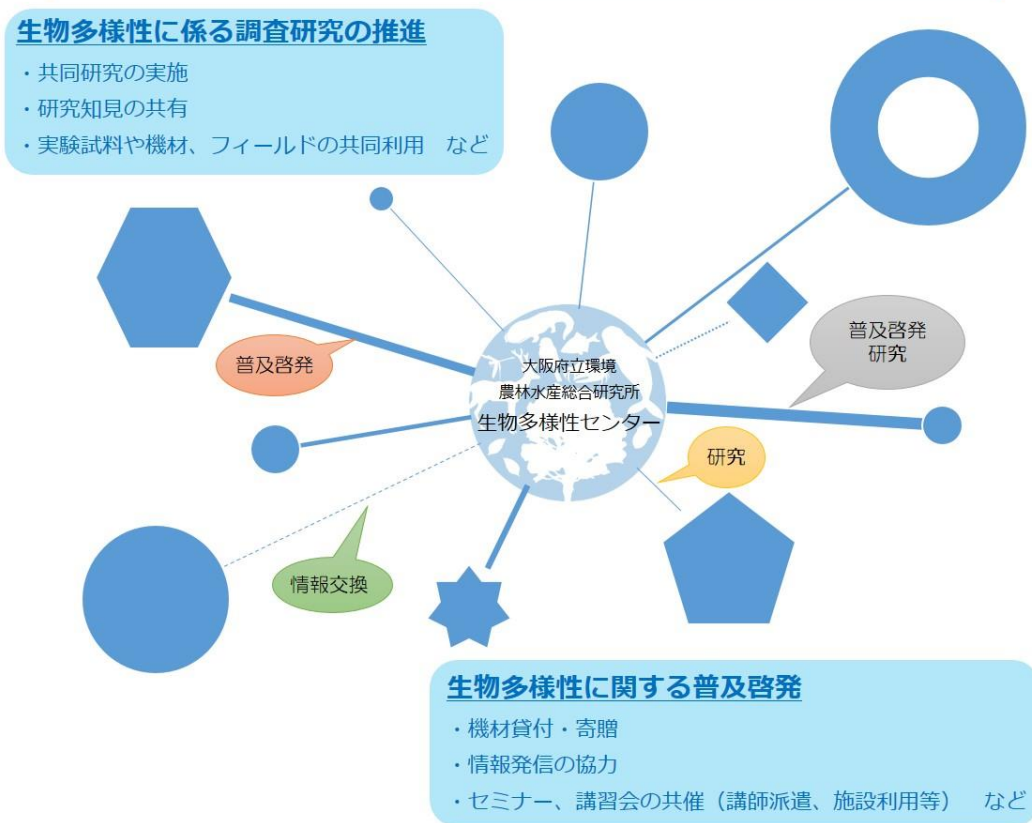 生物多様性に係る調査研究の推進
・共同研究の実施
・研究知見の共有
・実験試料や機材、フィールドの共同利用　など
普及啓発
研究
普及啓発
大阪府立環境
農林水産総合研究所
生物多様性センター
研究
情報交換
生物多様性に関する普及啓発
・機材貸付・寄贈
・情報発信の協力
・セミナー、講習会の共催（講師派遣、施設利用等）　など